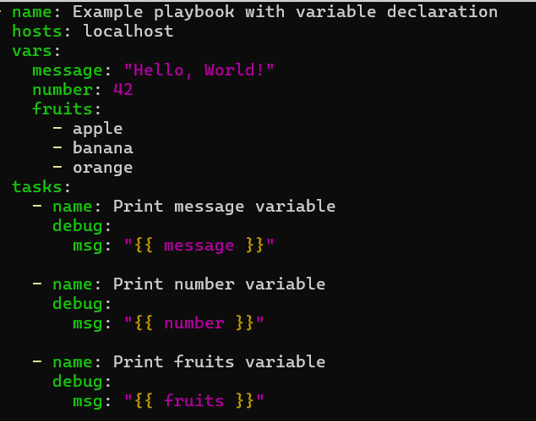 - name: Example playbook with variable declaration
  hosts: localhost
  vars:
    message: "Hello, World!"
    number: 42
    fruits:
      - apple
      - banana
      - orange
  tasks:
    - name: Print message variable
      debug:
        msg: "{{ message }}"

    - name: Print number variable
      debug:
        msg: "{{ number }}"

    - name: Print fruits variable
      debug:
        msg: "{{ fruits }}"